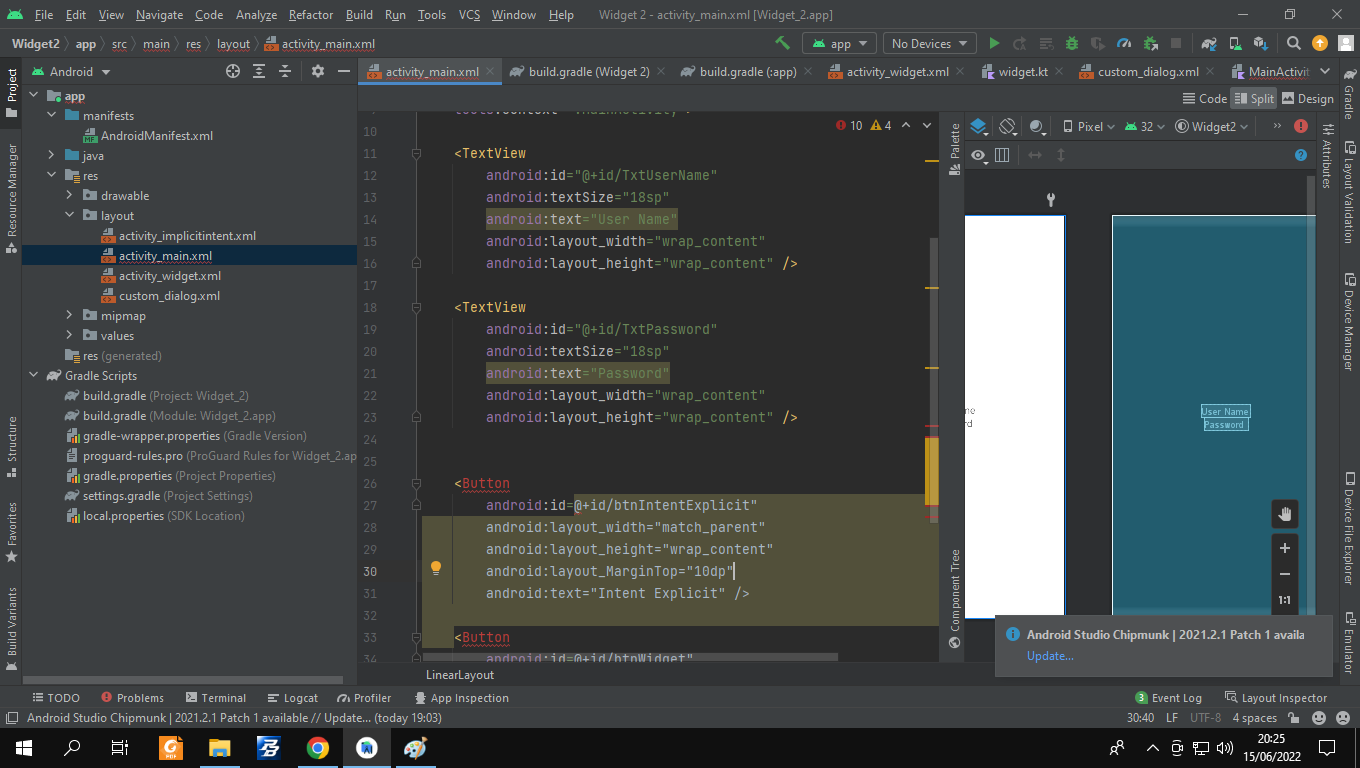 File Edit View Navigate Code Analyze Refactor Build Run Tools VCS Window Help Widget 2 - activity_main.xml [Widget_2.app]
Widget2 app src main res layout activity_main.xml app No Devices
Android activity_main.xml build.gradle (Widget 2) build.gradle (:app) activity_widget.xml widget.kt custom_dialog.xml MainActivit
Code Split Design
Project
Resource Manager
Structure
Favorites
Build Variants
app
manifests
AndroidManifest.xml
java
res
drawable
layout
activity_implicitintent.xml
activity_main.xml
activity_widget.xml
custom_dialog.xml
mipmap
values
res (generated)
Gradle Scripts
build.gradle (Project: Widget_2)
build.gradle (Module: Widget_2.app)
gradle-wrapper.properties (Gradle Version)
proguard-rules.pro (ProGuard Rules for Widget_2.ap
gradle.properties (Project Properties)
settings.gradle (Project Settings)
local.properties (SDK Location)
10 4
10
11 <TextView
12 android:id="@+id/TxtUserName"
13 android:textSize="18sp"
14 android:text="User Name"
15 android:layout_width="wrap_content"
16 android:layout_height="wrap_content" />
17
18 <TextView
19 android:id="@+id/TxtPassword"
20 android:textSize="18sp"
21 android:text="Password"
22 android:layout_width="wrap_content"
23 android:layout_height="wrap_content" />
24
25
26 <Button
27 android:id=@+id/btnIntentExplicit"
28 android:layout_width="match_parent"
29 android:layout_height="wrap_content"
30 android:layout_MarginTop="10dp"
31 android:text="Intent Explicit" />
32
33 <Button
34 android:id=@+id/btnWidget"
LinearLayout
Palette
Component Tree
Pixel 32 Widget2
me
rd
User Name
Password
1:1
Gradle
Attributes
Layout Validation
Device Manager
Device File Explorer
Emulator
Android Studio Chipmunk | 2021.2.1 Patch 1 availa
Update...
TODO Problems Terminal Logcat Profiler App Inspection 3 Event Log Layout Inspector
Android Studio Chipmunk | 2021.2.1 Patch 1 available // Update... (today 19:03) 30:40 LF UTF-8 4 spaces
PDF
20:25
15/06/2022